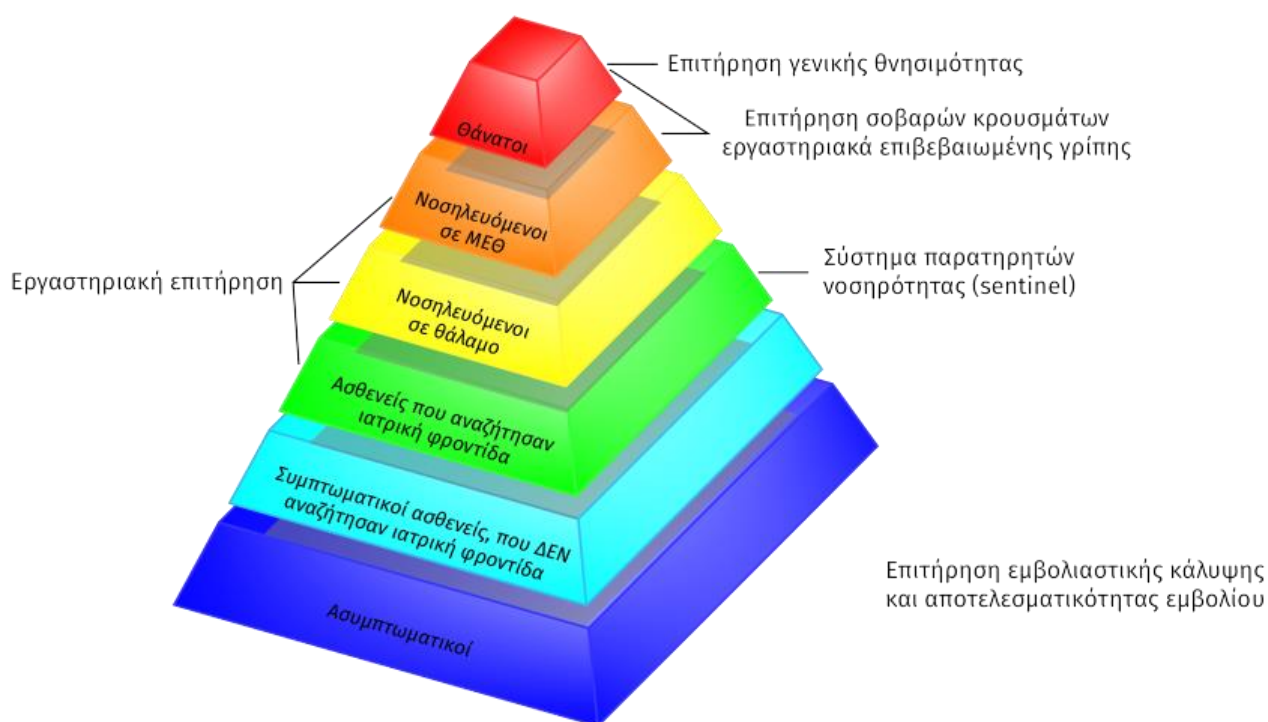 Επιτήρηση γενικής θνησιμότητας
Επιτήρηση σοβαρών κρουσμάτων
εργαστηριακά επιβεβαιωμένης γρίπης
Θάνατοι
Νοσηλευόμενοι
σε ΜΕΘ
Εργαστηριακή επιτήρηση
Σύστημα παρατηρητών
νοσηρότητας (sentinel)
Νοσηλευόμενοι
σε θάλαμο
Ασθενείς που αναζήτησαν
ιατρική φροντίδα
Συμπτωματικοί ασθενείς, που ΔΕΝ
αναζήτησαν ιατρική φροντίδα
Επιτήρηση εμβολιαστικής κάλυψης
και αποτελεσματικότητας εμβολίου
Ασυμπτωματικοί